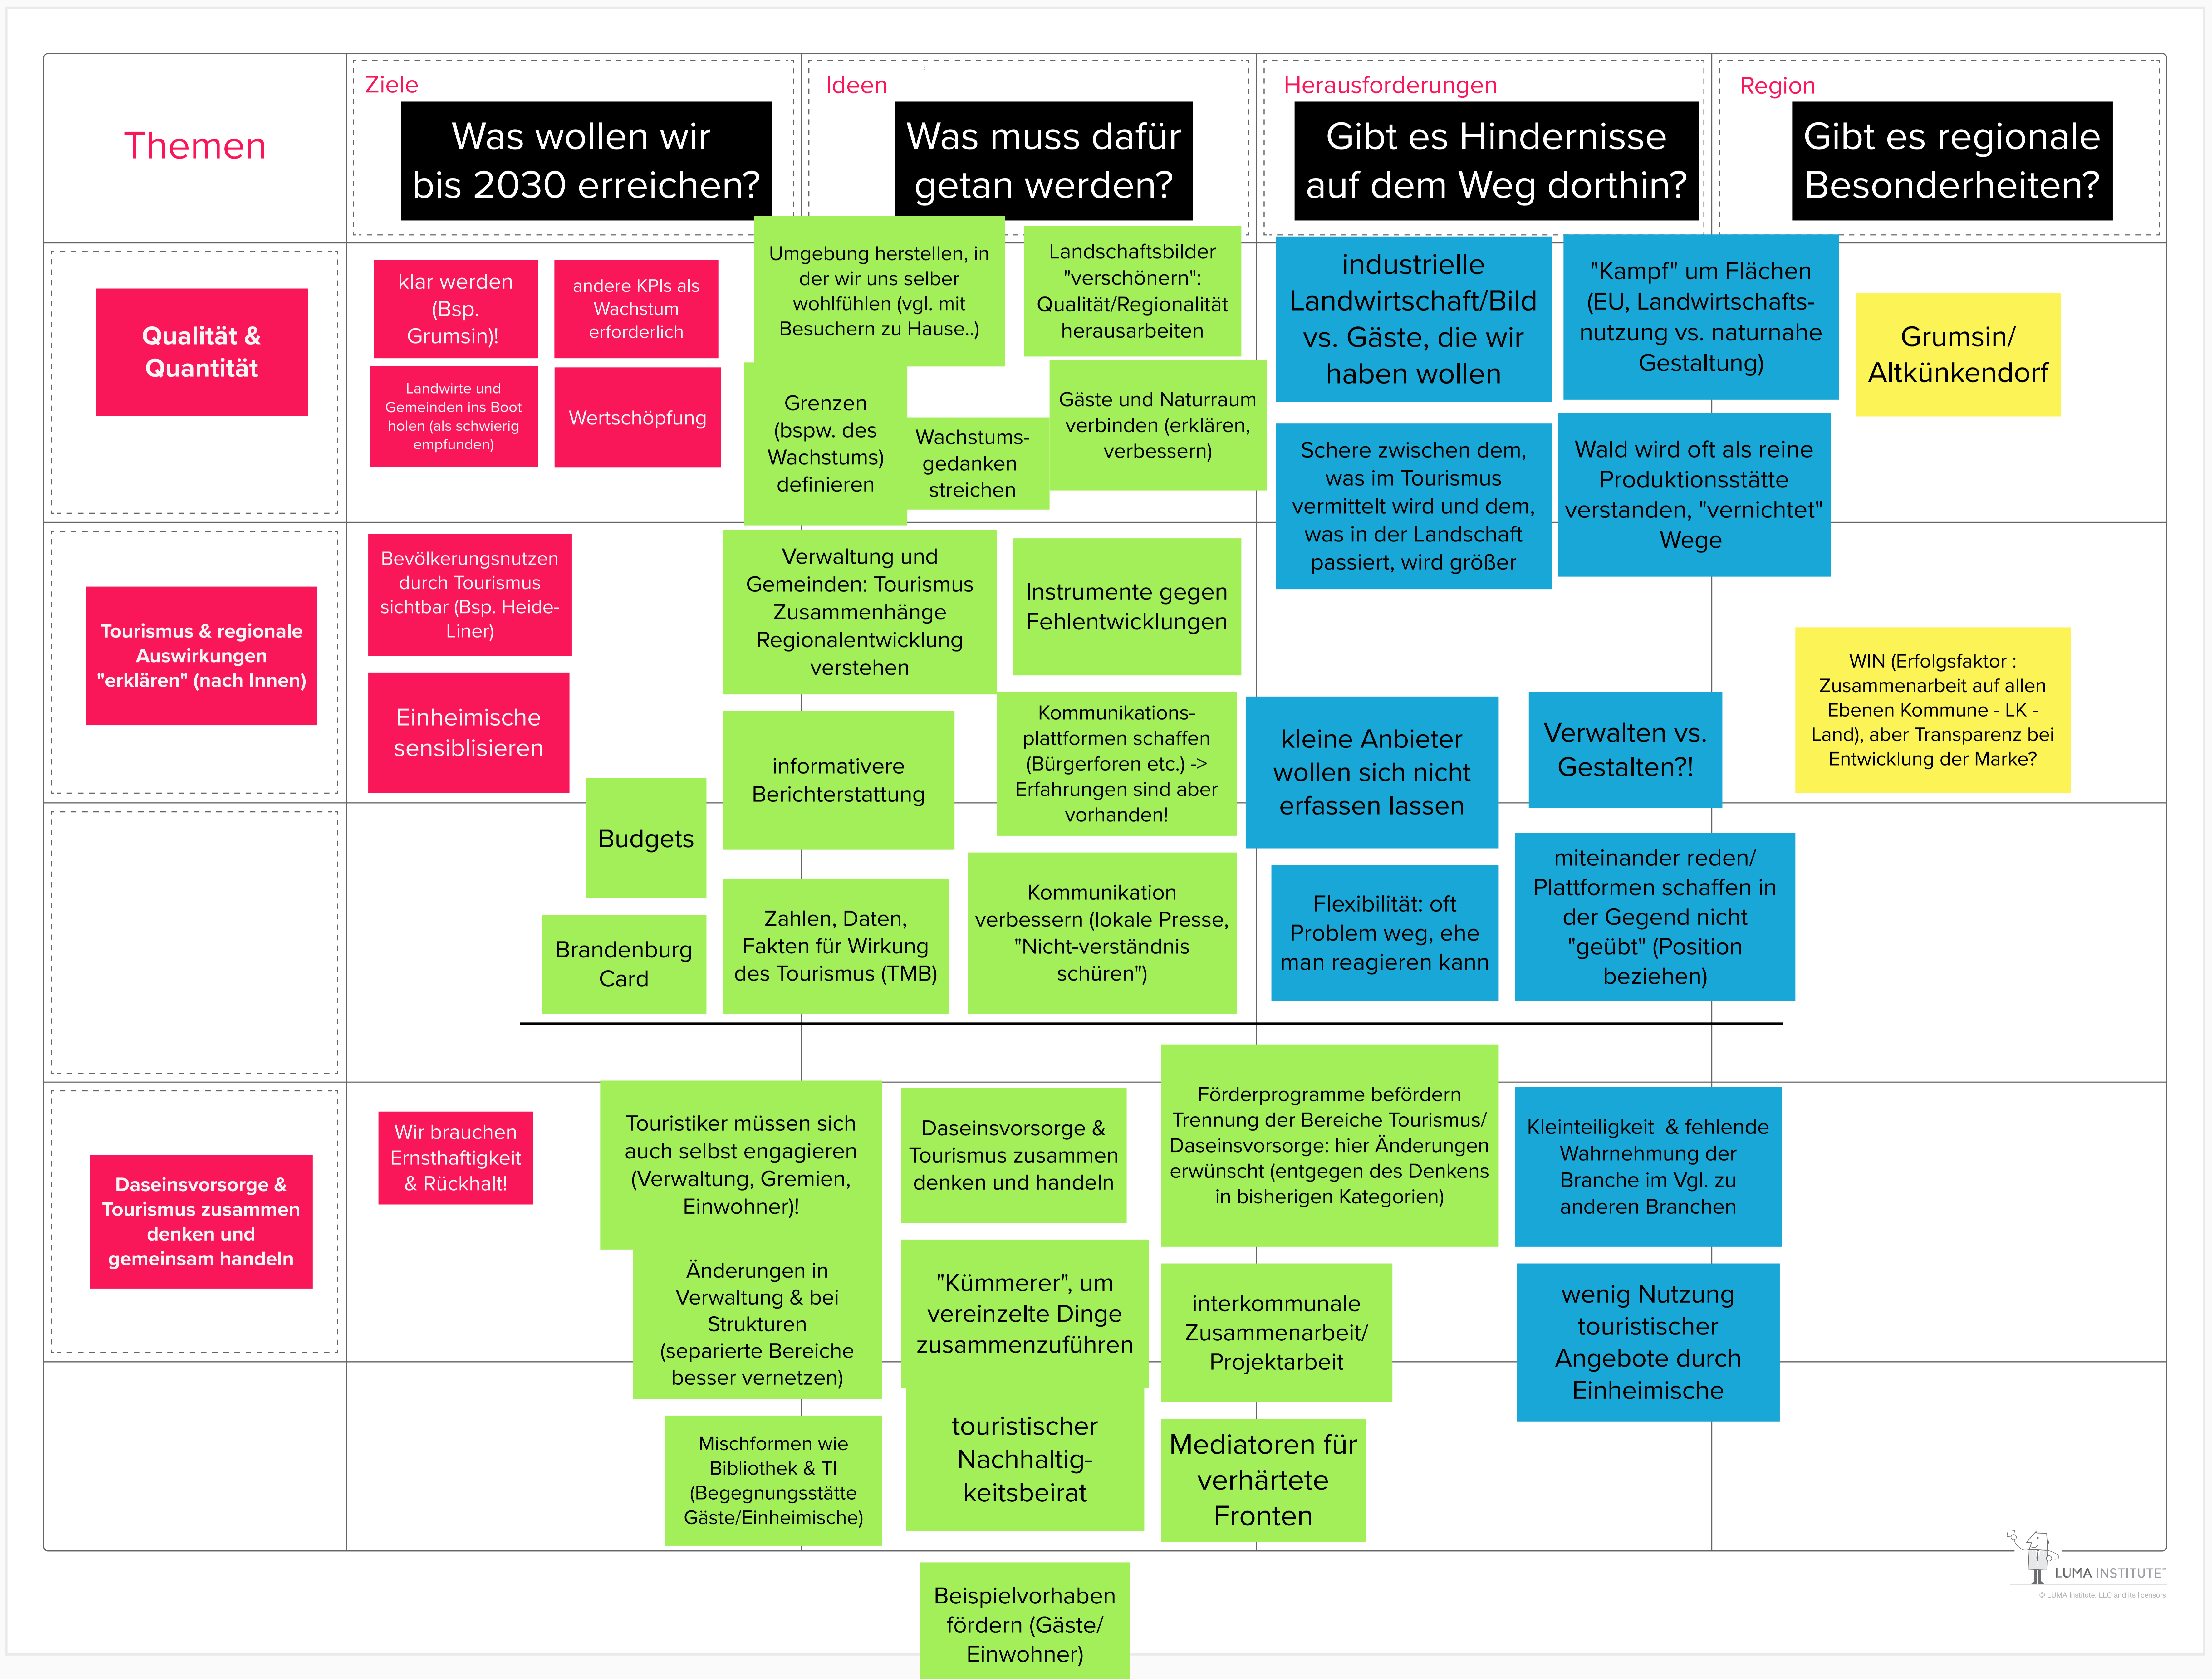 Themen
Ziele
Was wollen wir
bis 2030 erreichen?
Ideen
Was muss dafür
getan werden?
Herausforderungen
Gibt es Hindernisse
auf dem Weg dorthin?
Region
Gibt es regionale
Besonderheiten?
Qualität &
Quantität
klar werden
(Bsp.
Grumsin)!
andere KPIs als
Wachstum
erforderlich
Landwirte und
Gemeinden ins Boot
holen (als schwierig
empfunden)
Wertschöpfung
Umgebung herstellen, in
der wir uns selber
wohlfühlen (vgl. mit
Besuchern zu Hause..)
Landschaftsbilder
"verschönern":
Qualität/Regionalität
herausarbeiten
Grenzen
(bspw. des
Wachstums)
definieren
Wachstums-
gedanken
streichen
Gäste und Naturraum
verbinden (erklären,
verbessern)
industrielle
Landwirtschaft/Bild
vs. Gäste, die wir
haben wollen
"Kampf" um Flächen
(EU, Landwirtschafts-
nutzung vs. naturnahe
Gestaltung)
Schere zwischen dem,
was im Tourismus
vermittelt wird und dem,
was in der Landschaft
passiert, wird größer
Wald wird oft als reine
Produktionsstätte
verstanden, "vernichtet"
Wege
Grumsin/
Altkünkendorf
Tourismus & regionale
Auswirkungen
"erklären" (nach Innen)
Bevölkerungsnutzen
durch Tourismus
sichtbar (Bsp. Heide-
Liner)
Einheimische
sensiblisieren
Verwaltung und
Gemeinden: Tourismus
Zusammenhänge
Regionalentwicklung
verstehen
Instrumente gegen
Fehlentwicklungen
informativere
Berichterstattung
Kommunikations-
plattformen schaffen
(Bürgerforen etc.) ->
Erfahrungen sind aber
vorhanden!
Budgets
Brandenburg
Card
Zahlen, Daten,
Fakten für Wirkung
des Tourismus (TMB)
Kommunikation
verbessern (lokale Presse,
"Nicht-verständnis
schüren")
kleine Anbieter
wollen sich nicht
erfassen lassen
Verwalten vs.
Gestalten?!
Flexibilität: oft
Problem weg, ehe
man reagieren kann
miteinander reden/
Plattformen schaffen in
der Gegend nicht
"geübt" (Position
beziehen)
WIN (Erfolgsfaktor :
Zusammenarbeit auf allen
Ebenen Kommune - LK -
Land), aber Transparenz bei
Entwicklung der Marke?
Daseinsvorsorge &
Tourismus zusammen
denken und
gemeinsam handeln
Wir brauchen
Ernsthaftigkeit
& Rückhalt!
Touristiker müssen sich
auch selbst engagieren
(Verwaltung, Gremien,
Einwohner)!
Daseinsvorsorge &
Tourismus zusammen
denken und handeln
Förderprogramme befördern
Trennung der Bereiche Tourismus/
Daseinsvorsorge: hier Änderungen
erwünscht (entgegen des Denkens
in bisherigen Kategorien)
Kleinteiligkeit & fehlende
Wahrnehmung der
Branche im Vgl. zu
anderen Branchen
Änderungen in
Verwaltung & bei
Strukturen
(separierte Bereiche
besser vernetzen)
"Kümmerer", um
vereinzelte Dinge
zusammenzuführen
interkommunale
Zusammenarbeit/
Projektarbeit
wenig Nutzung
touristischer
Angebote durch
Einheimische
Mischformen wie
Bibliothek & TI
(Begegnungsstätte
Gäste/Einheimische)
touristischer
Nachhaltig-
keitsbeirat
Mediatoren für
verhärtete
Fronten
Beispielvorhaben
fördern (Gäste/
Einwohner)
LUMA INSTITUTE
© LUMA Institute, LLC and its licensors